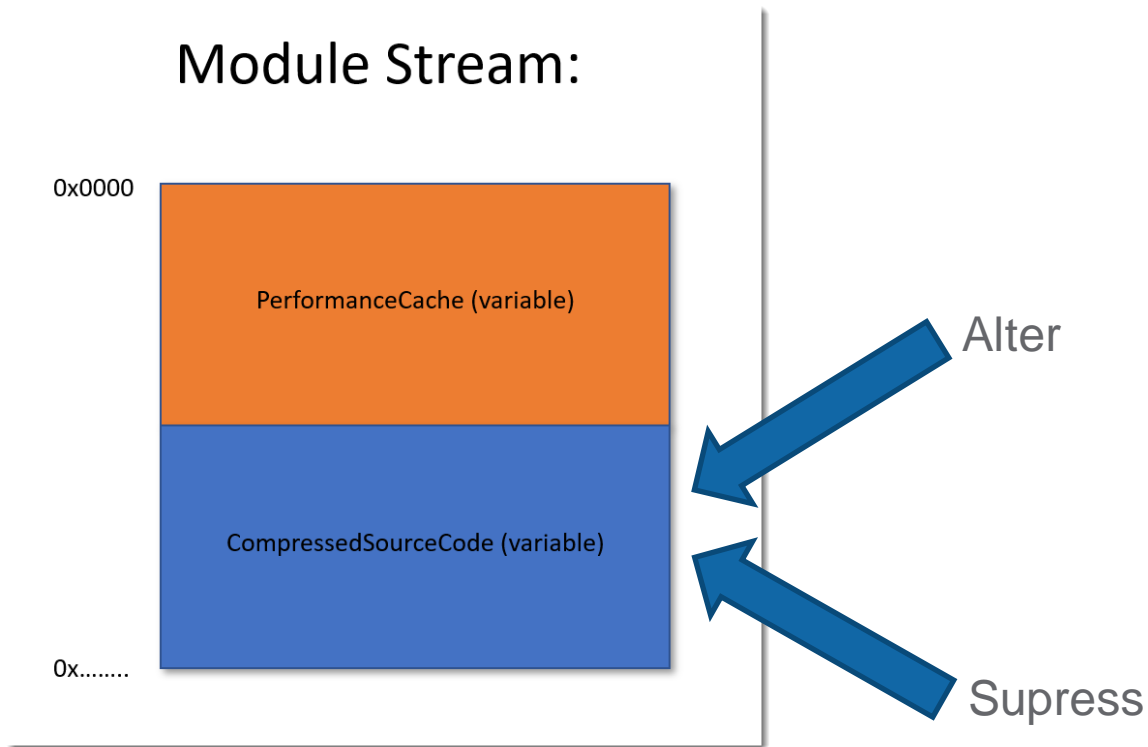 Module Stream:
0x0000
PerformanceCache (variable)
Alter
CompressedSourceCode (variable)
0x........
Supress